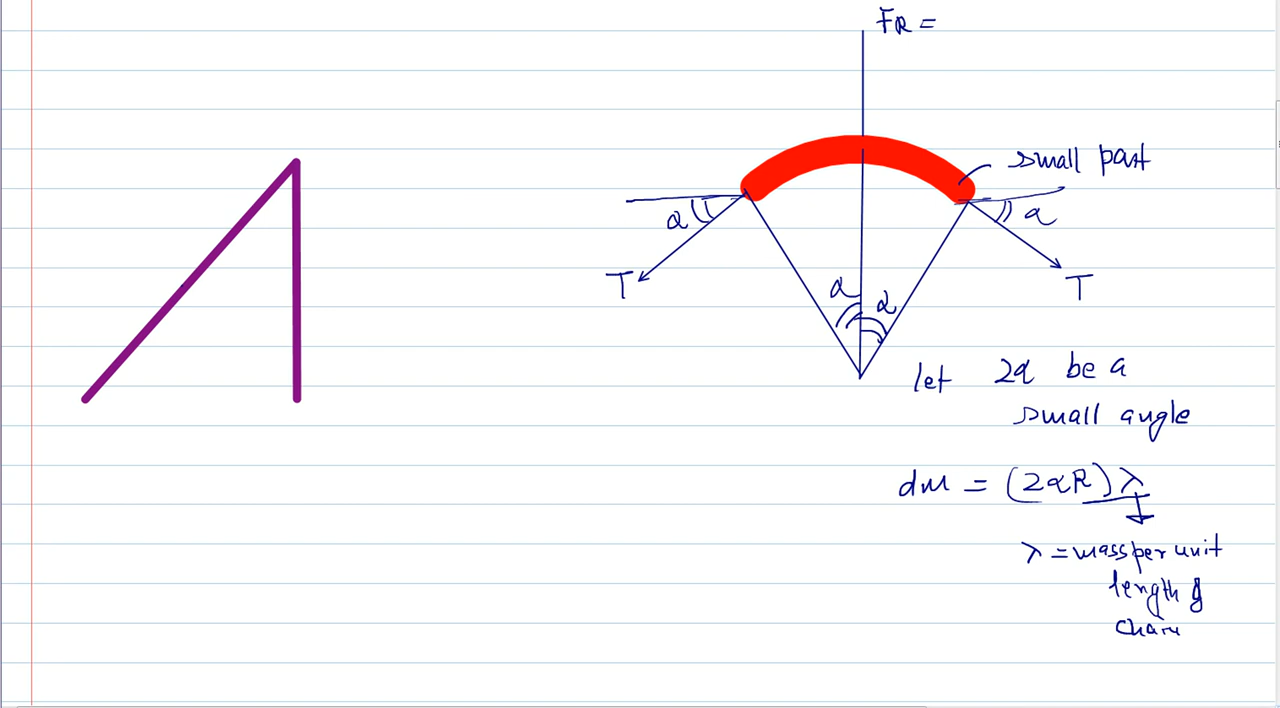 FR =
small part
α
α
T
T
α
α
let 2α be a
small angle
dm = (2αR) λ
λ = mass per unit
length of
chain